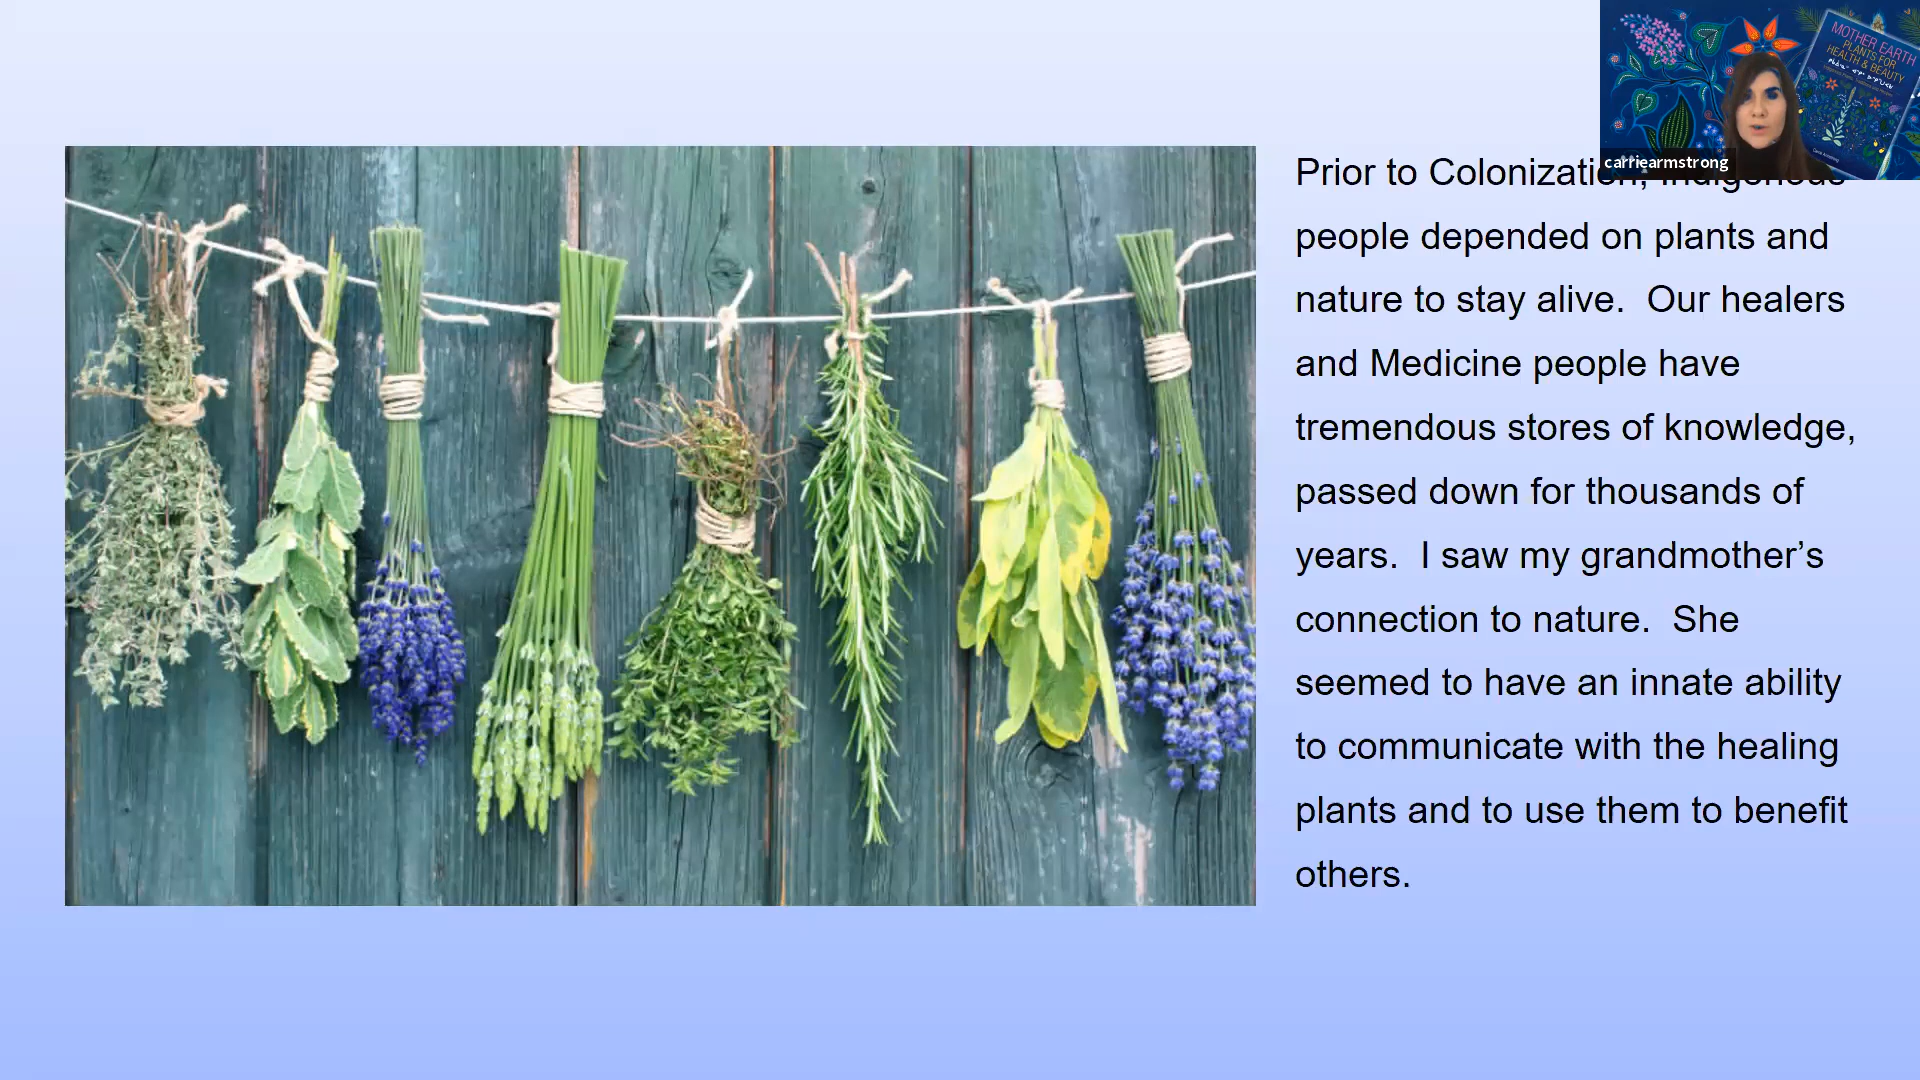 MOTHER EARTH
PLANTS FOR
HEALTH & BEAUTY
carriearmstrong
Prior to Colonization, Indigenous
people depended on plants and
nature to stay alive.  Our healers
and Medicine people have
tremendous stores of knowledge,
passed down for thousands of
years.  I saw my grandmother’s
connection to nature.  She
seemed to have an innate ability
to communicate with the healing
plants and to use them to benefit
others.